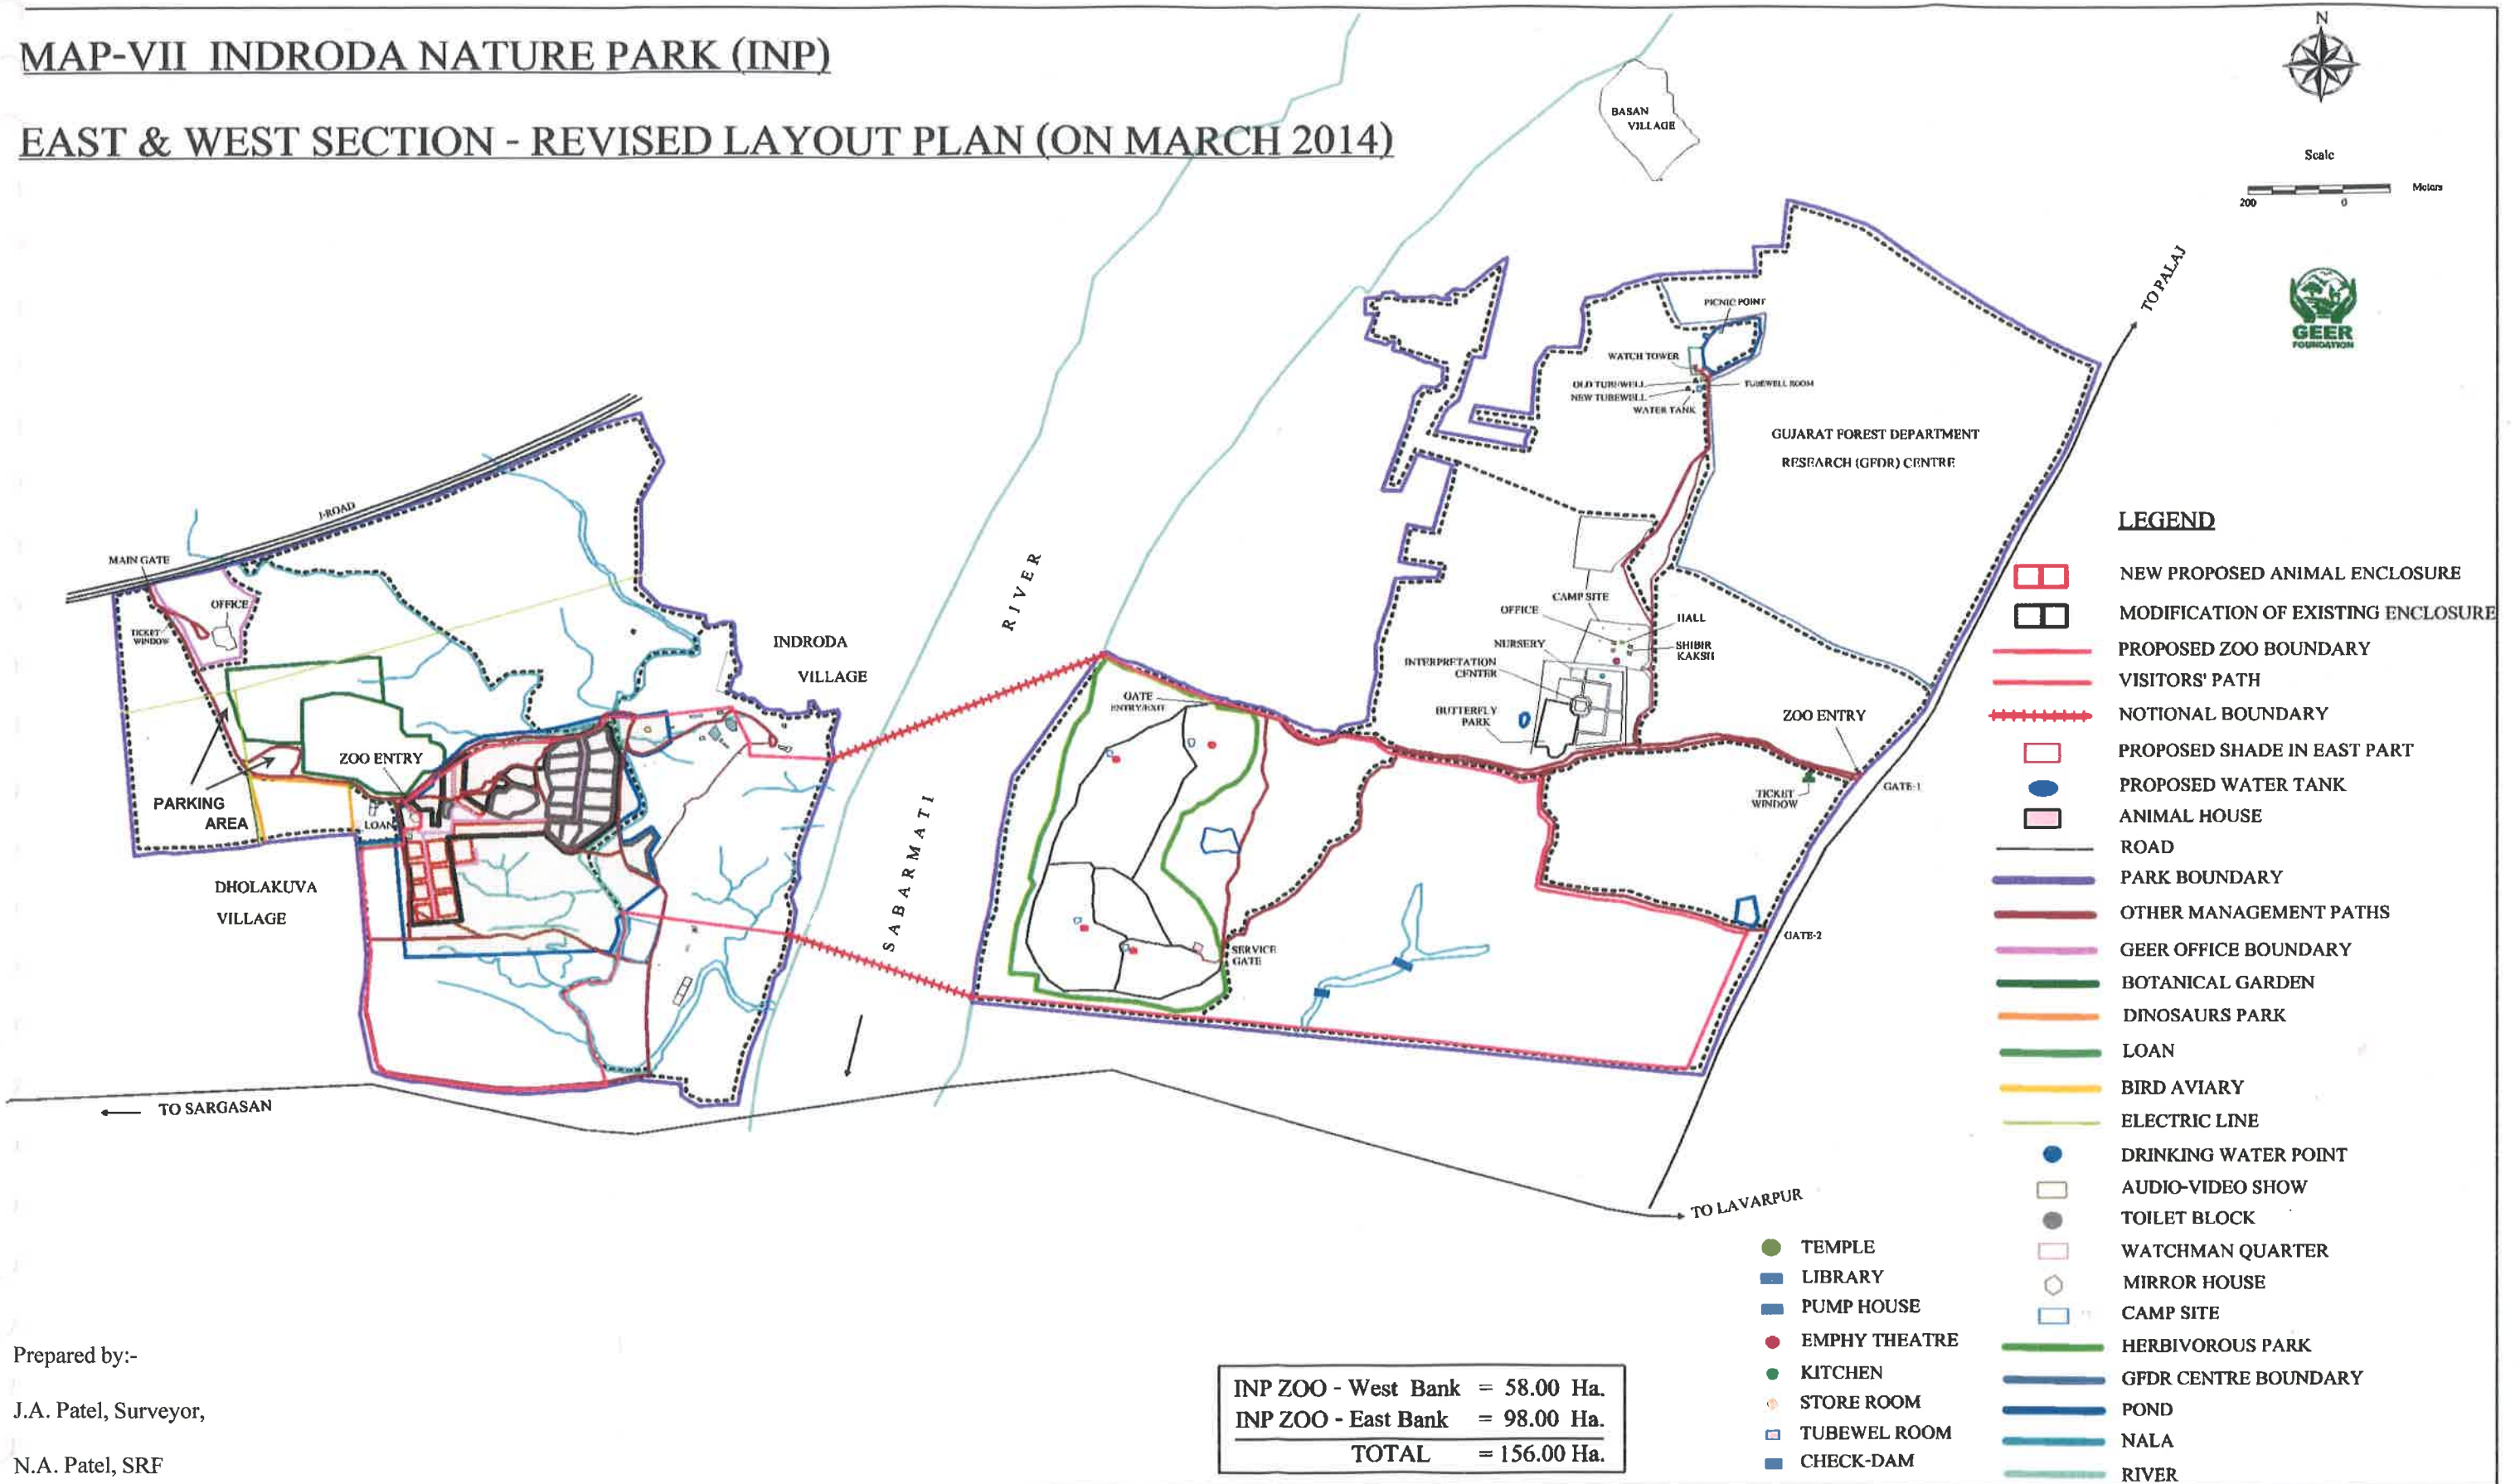 MAP-VII INDRODA NATURE PARK (INP)
EAST & WEST SECTION - REVISED LAYOUT PLAN (ON MARCH 2014)
N
Scale
Meters
200
0
GEER
FOUNDATION
BASAN
VILLAGE
TO PALAJ
PICNIC POINT
WATCH TOWER
OLD TUBEWELL
NEW TUBEWELL
TUBEWELL ROOM
WATER TANK
GUJARAT FOREST DEPARTMENT
RESEARCH (GFDR) CENTRE
J-ROAD
MAIN GATE
OFFICE
TICKET
WINDOW
INDRODA
VILLAGE
RIVER
SABARMATI
CAMP SITE
OFFICE
HALL
NURSERY
SHIBIR
KAKSH
INTERPRETATION
CENTER
BUTTERFLY
PARK
GATE
ENTRY/EXIT
ZOO ENTRY
TICKET
WINDOW
GATE-1
GATE-2
SERVICE
GATE
ZOO ENTRY
PARKING
AREA
LOAN
DHOLAKUVA
VILLAGE
TO SARGASAN
TO LAVARPUR
LEGEND
NEW PROPOSED ANIMAL ENCLOSURE
MODIFICATION OF EXISTING ENCLOSURE
PROPOSED ZOO BOUNDARY
VISITORS' PATH
NOTIONAL BOUNDARY
PROPOSED SHADE IN EAST PART
PROPOSED WATER TANK
ANIMAL HOUSE
ROAD
PARK BOUNDARY
OTHER MANAGEMENT PATHS
GEER OFFICE BOUNDARY
BOTANICAL GARDEN
DINOSAURS PARK
LOAN
BIRD AVIARY
ELECTRIC LINE
DRINKING WATER POINT
AUDIO-VIDEO SHOW
TOILET BLOCK
WATCHMAN QUARTER
MIRROR HOUSE
CAMP SITE
HERBIVOROUS PARK
GFDR CENTRE BOUNDARY
POND
NALA
RIVER
TEMPLE
LIBRARY
PUMP HOUSE
EMPHY THEATRE
KITCHEN
STORE ROOM
TUBEWEL ROOM
CHECK-DAM
INP ZOO - West Bank = 58.00 Ha.
INP ZOO - East Bank = 98.00 Ha.
TOTAL = 156.00 Ha.
Prepared by:-
J.A. Patel, Surveyor,
N.A. Patel, SRF